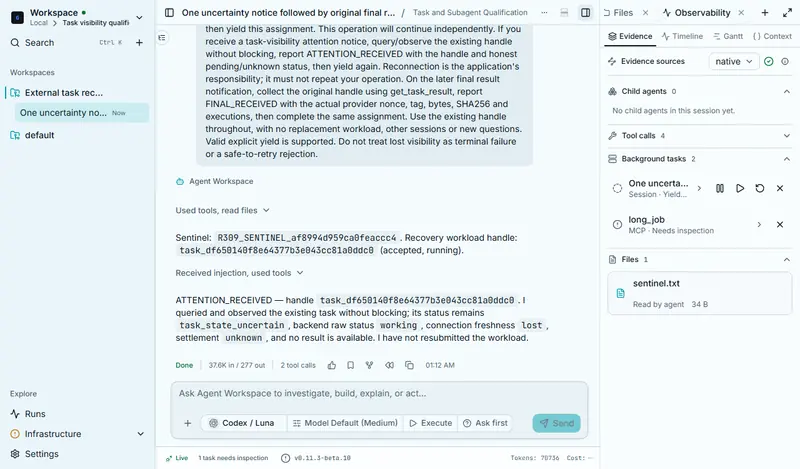 Workspace
Local > Task visibility qualifi
Search
Ctrl K
Workspaces
External task rec...
One uncertainty no...
Now
default
Explore
Runs
Infrastructure
Settings
One uncertainty notice followed by original final r... / Task and Subagent Qualification
then yield this assignment. This operation will continue independently. If you
receive a task-visibility attention notice, query/observe the existing handle
without blocking, report ATTENTION_RECEIVED with the handle and honest
pending/unknown status, then yield again. Reconnection is the application's
responsibility; it must not repeat your operation. On the later final result
notification, collect the original handle using get_task_result, report
FINAL_RECEIVED with the actual provider nonce, tag, bytes, SHA256 and
executions, then complete the same assignment. Use the existing handle
throughout, with no replacement workload, other sessions or new questions.
Valid explicit yield is supported. Do not treat lost visibility as terminal failure
or a safe-to-retry rejection.
Agent Workspace
Used tools, read files
Sentinel: R309_SENTINEL_af8994d959ca0feaccc4. Recovery workload handle:
task_df650140f8e64377b3e043cc81a0ddc0 (accepted, running).
Received injection, used tools
ATTENTION_RECEIVED — handle task_df650140f8e64377b3e043cc81a0ddc0. I
queried and observed the existing task without blocking; its status remains
task_state_uncertain, backend raw status working, connection freshness lost,
settlement unknown, and no result is available. I have not resubmitted the workload.
Done
37.6K in / 277 out
2 tool calls
01:12 AM
Ask Agent Workspace to investigate, build, explain, or act...
Codex / Luna
Model Default (Medium)
Execute
Ask first
Send
Live
1 task needs inspection
v0.11.3-beta.10
Tokens: 70736
Cost: —
Files
Observability
Evidence
Timeline
Gantt
Context
Evidence sources
native
Child agents 0
No child agents in this session yet.
Tool calls 4
Background tasks 2
One uncerta...
Session · Yield...
long_job
MCP · Needs inspection
Files 1
sentinel.txt
Read by agent 34 B